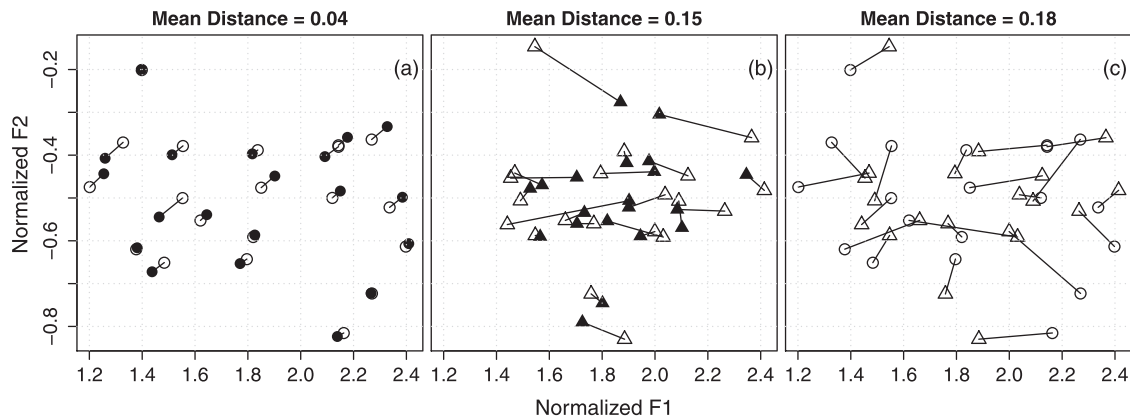 Mean Distance = 0.04 Mean Distance = 0.15 Mean Distance = 0.18
(a) (b) (c)
−0.2
−0.4
−0.6
−0.8
Normalized F2
1.2 1.4 1.6 1.8 2.0 2.2 2.4 1.2 1.4 1.6 1.8 2.0 2.2 2.4 1.2 1.4 1.6 1.8 2.0 2.2 2.4
Normalized F1